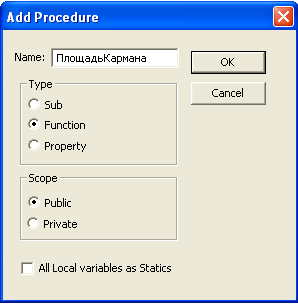 Add Procedure
Name: ПлощадьКармана
OK
Cancel
Type
Sub
Function
Property
Scope
Public
Private
All Local variables as Statics